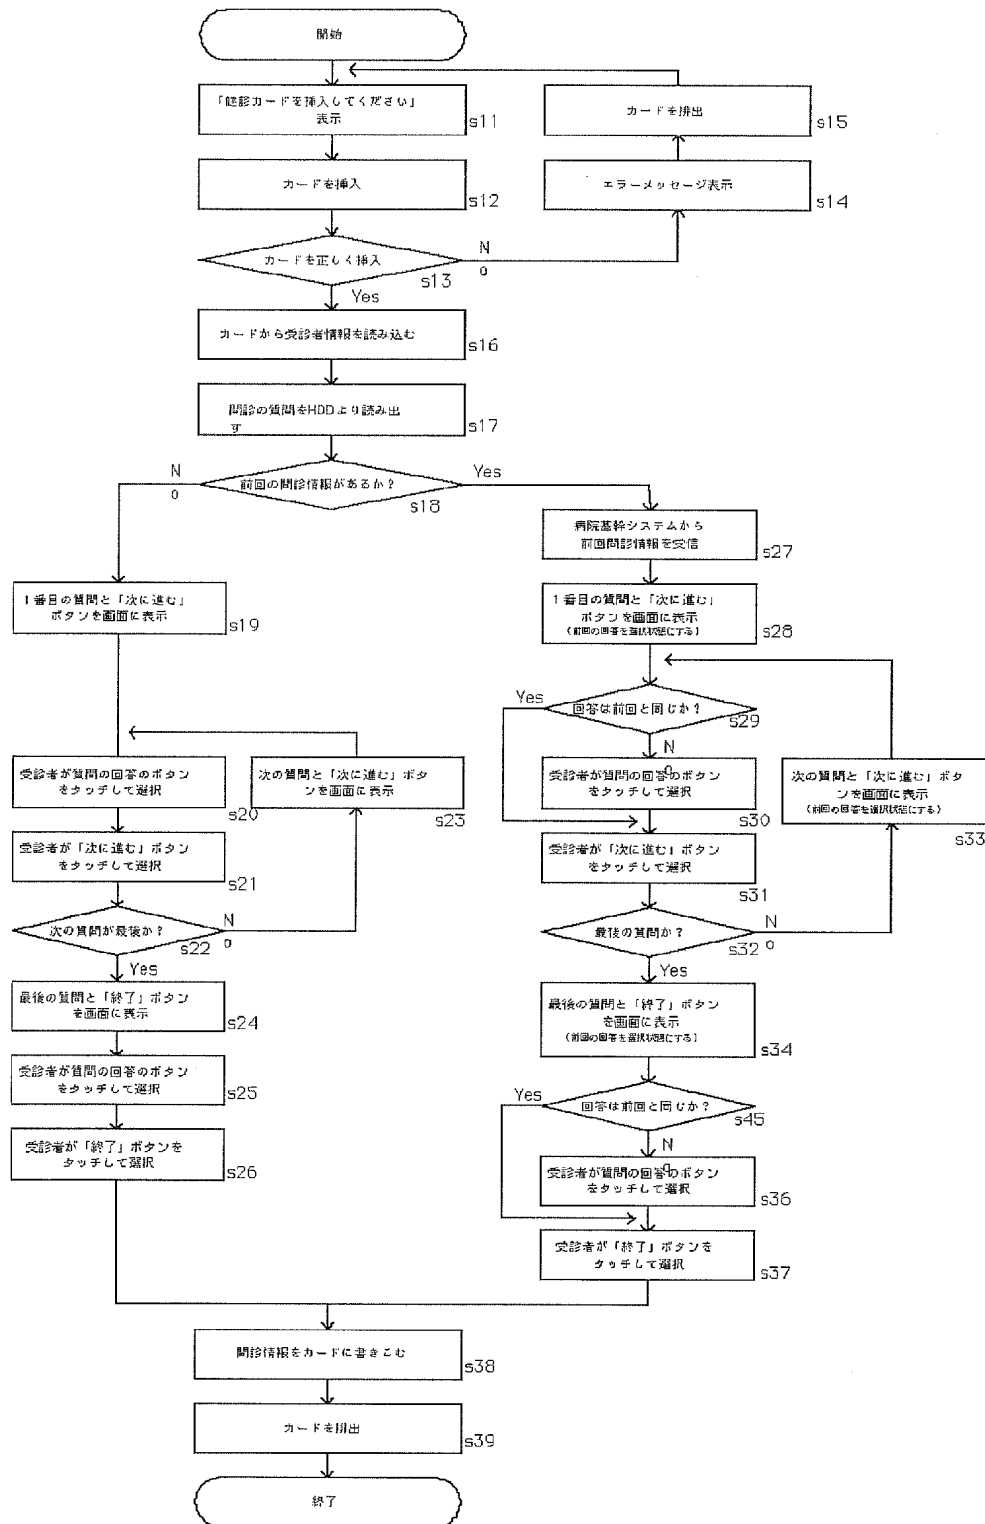 開始
「健診カードを挿入してください」
表示
s11
カードを排出
s15
カードを挿入
s12
エラーメッセージ表示
s14
カードを正しく挿入
s13
N
o
Yes
カードから受診者情報を読み込む
s16
問診の質問をHDDより読み出
す
s17
前回の問診情報があるか？
s18
N
o
Yes
病院基幹システムから
前回問診情報を受信
s27
1番目の質問と「次に進む」
ボタンを画面に表示
s19
1番目の質問と「次に進む」
ボタンを画面に表示
(前回の回答を選択状態にする)
s28
回答は前回と同じか？
s29
Yes
N
o
受診者が質問の回答のボタン
をタッチして選択
s20
次の質問と「次に進む」ボタ
ンを画面に表示
s23
受診者が質問の回答のボタン
をタッチして選択
s30
次の質問と「次に進む」ボタ
ンを画面に表示
(前回の回答を選択状態にする)
s33
受診者が「次に進む」ボタン
をタッチして選択
s21
受診者が「次に進む」ボタン
をタッチして選択
s31
次の質問が最後か？
s22
N
o
Yes
最後の質問か？
s32
N
o
Yes
最後の質問と「終了」ボタン
を画面に表示
s24
最後の質問と「終了」ボタン
を画面に表示
(前回の回答を選択状態にする)
s34
受診者が質問の回答のボタン
をタッチして選択
s25
回答は前回と同じか？
s45
Yes
N
o
受診者が「終了」ボタンを
タッチして選択
s26
受診者が質問の回答のボタン
をタッチして選択
s36
受診者が「終了」ボタンを
タッチして選択
s37
問診情報をカードに書きこむ
s38
カードを排出
s39
終了